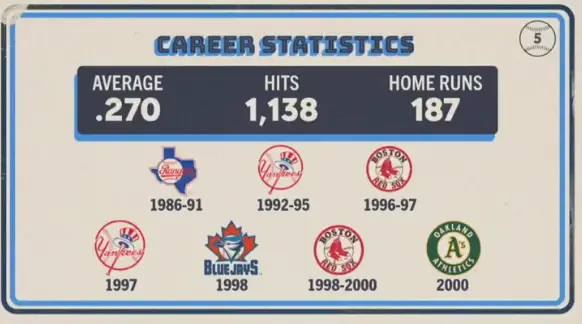 CAREER STATISTICS
5
AVERAGE HITS HOME RUNS
.270 1,138 187
Rangers Yankees BOSTON RED SOX
1986-91 1992-95 1996-97
Yankees BLUE JAYS BOSTON RED SOX OAKLAND A's ATHLETICS
1997 1998 1998-2000 2000